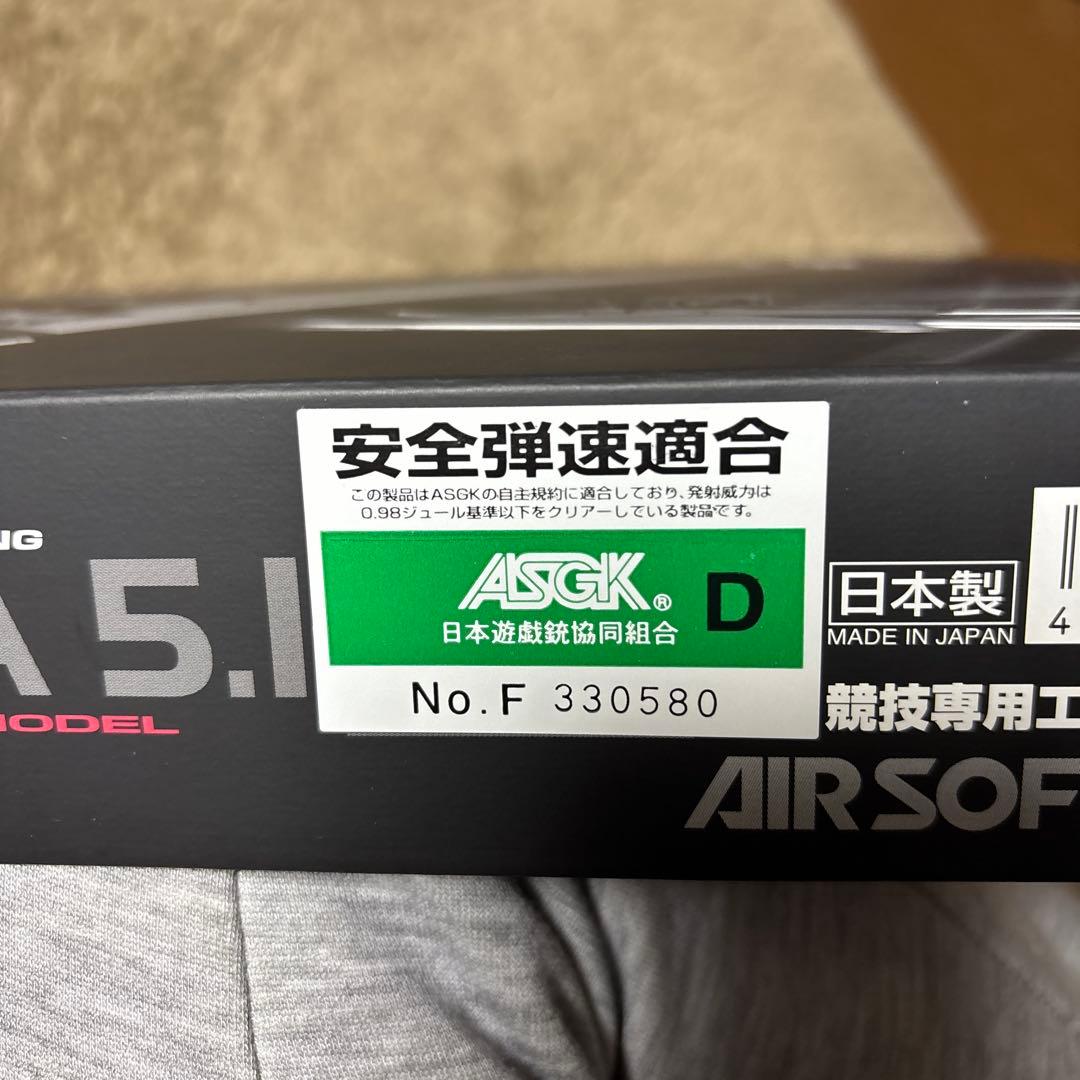 安全弾速適合
この製品はASGKの自主規約に適合しており、発射威力は
0.98ジュール基準以下をクリアーしている製品です。
ASGK® D
日本遊戯銃協同組合
No. F 330580
NG
A 5.1
MODEL
日本製
MADE IN JAPAN
4
競技専用エ
AIRSOF